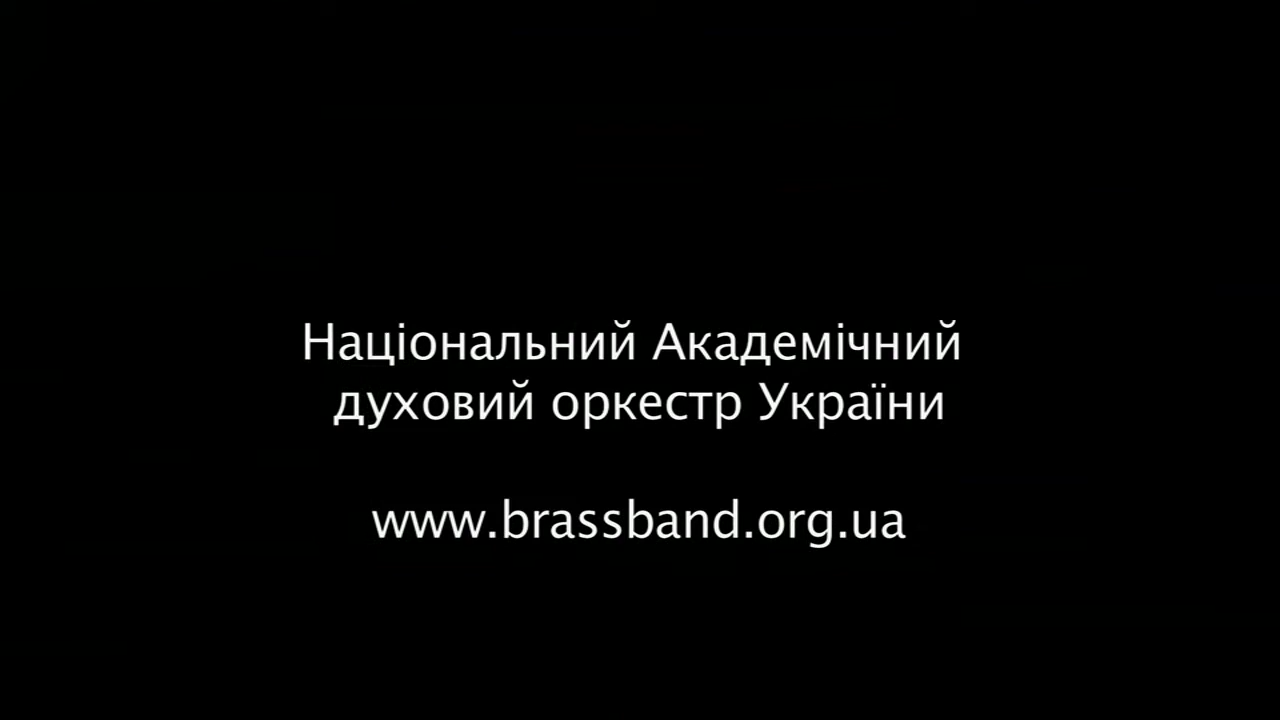 Національний Академічний
духовий оркестр України
www.brassband.org.ua